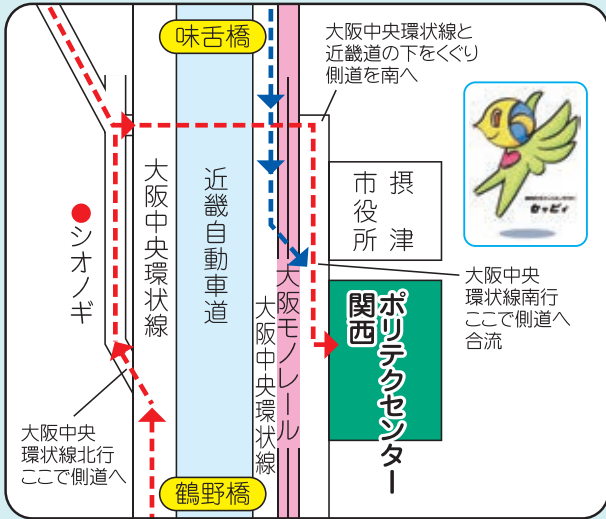 味舌橋
大阪中央環状線と
近畿道の下をくぐり
側道を南へ
セッピィ
摂津
市役所
大阪中央環状線
近畿自動車道
シオノギ
大阪モノレール
大阪中央環状線
大阪中央
環状線南行
ここで側道へ
合流
ポリテクセンター
関西
大阪中央
環状線北行
ここで側道へ
鶴野橋